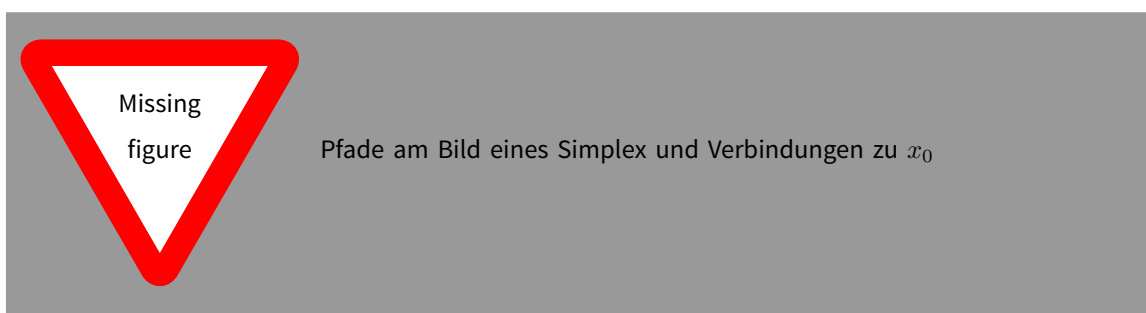 Missing
figure
Pfade am Bild eines Simplex und Verbindungen zu x₀